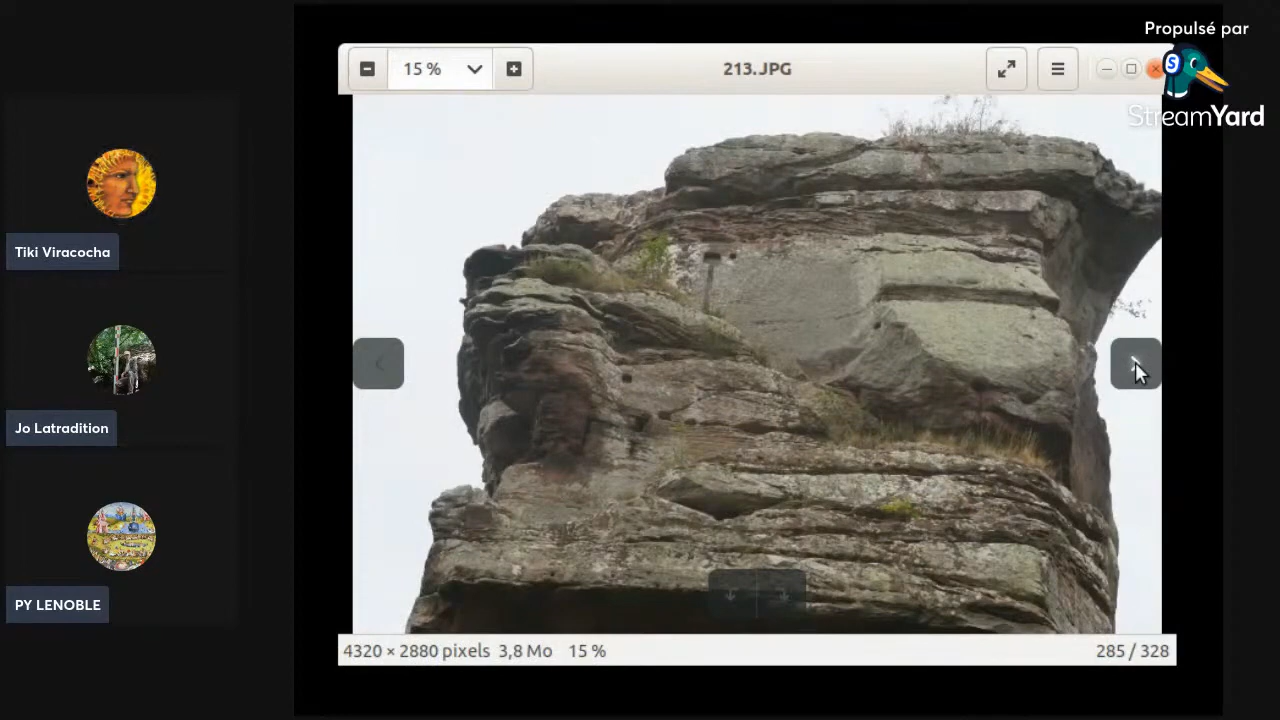 Propulsé par
StreamYard
15 %
213.JPG
Tiki Viracocha
Jo Latradition
PY LENOBLE
4320 × 2880 pixels 3,8 Mo 15 %
285 / 328